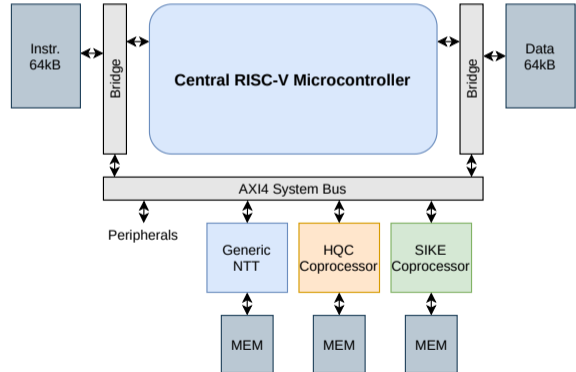 Instr.
64kB
Bridge
Central RISC-V Microcontroller
Bridge
Data
64kB
AXI4 System Bus
Peripherals
Generic
NTT
HQC
Coprocessor
SIKE
Coprocessor
MEM
MEM
MEM